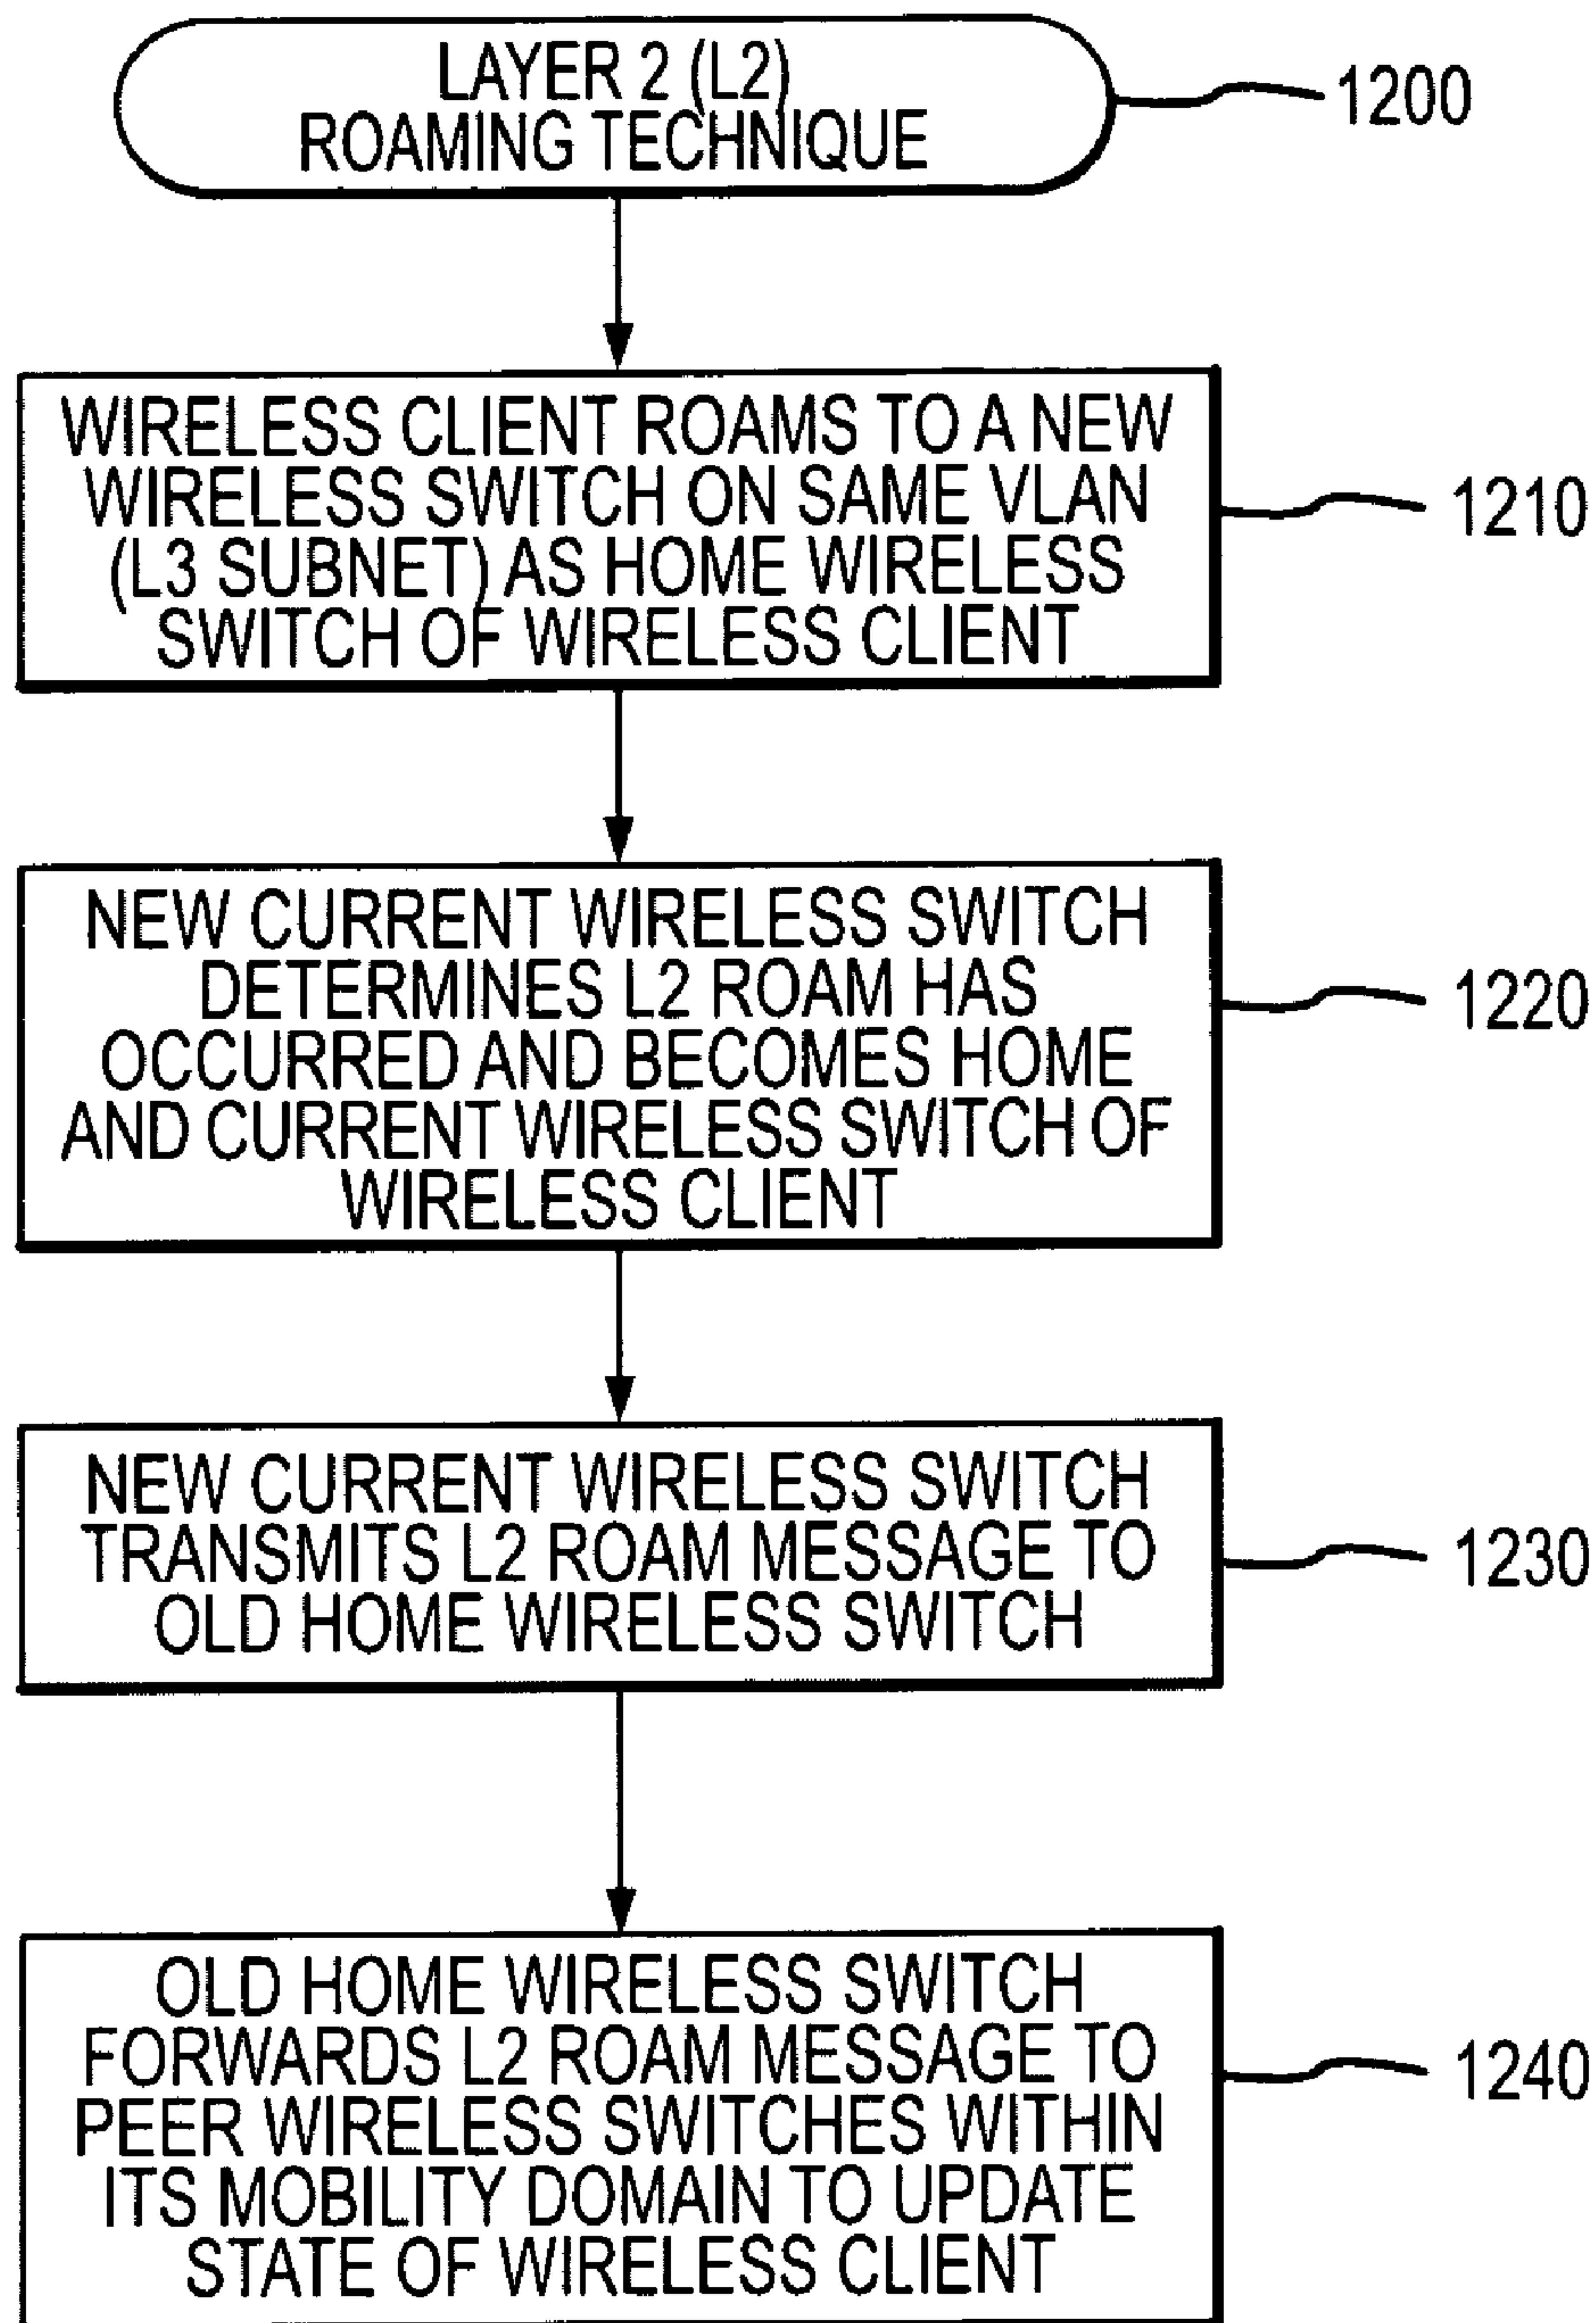 LAYER 2 (L2)
ROAMING TECHNIQUE
1200
WIRELESS CLIENT ROAMS TO A NEW
WIRELESS SWITCH ON SAME VLAN
(L3 SUBNET) AS HOME WIRELESS
SWITCH OF WIRELESS CLIENT
1210
NEW CURRENT WIRELESS SWITCH
DETERMINES L2 ROAM HAS
OCCURRED AND BECOMES HOME
AND CURRENT WIRELESS SWITCH OF
WIRELESS CLIENT
1220
NEW CURRENT WIRELESS SWITCH
TRANSMITS L2 ROAM MESSAGE TO
OLD HOME WIRELESS SWITCH
1230
OLD HOME WIRELESS SWITCH
FORWARDS L2 ROAM MESSAGE TO
PEER WIRELESS SWITCHES WITHIN
ITS MOBILITY DOMAIN TO UPDATE
STATE OF WIRELESS CLIENT
1240